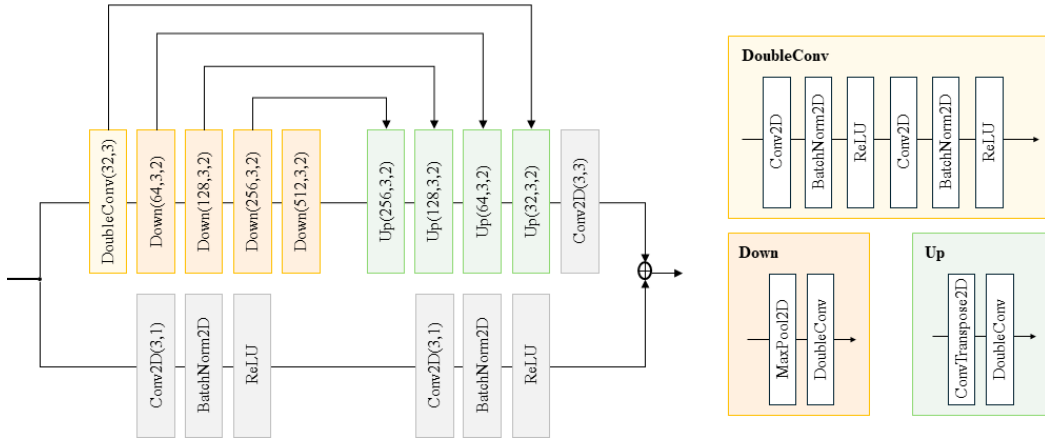 DoubleConv(32,3)
Down(64,3,2)
Down(128,3,2)
Down(256,3,2)
Down(512,3,2)
Up(256,3,2)
Up(128,3,2)
Up(64,3,2)
Up(32,3,2)
Conv2D(3,3)
Conv2D(3,1)
BatchNorm2D
ReLU
Conv2D(3,1)
BatchNorm2D
ReLU
DoubleConv
Conv2D
BatchNorm2D
ReLU
Conv2D
BatchNorm2D
ReLU
Down
MaxPool2D
DoubleConv
Up
ConvTranspose2D
DoubleConv